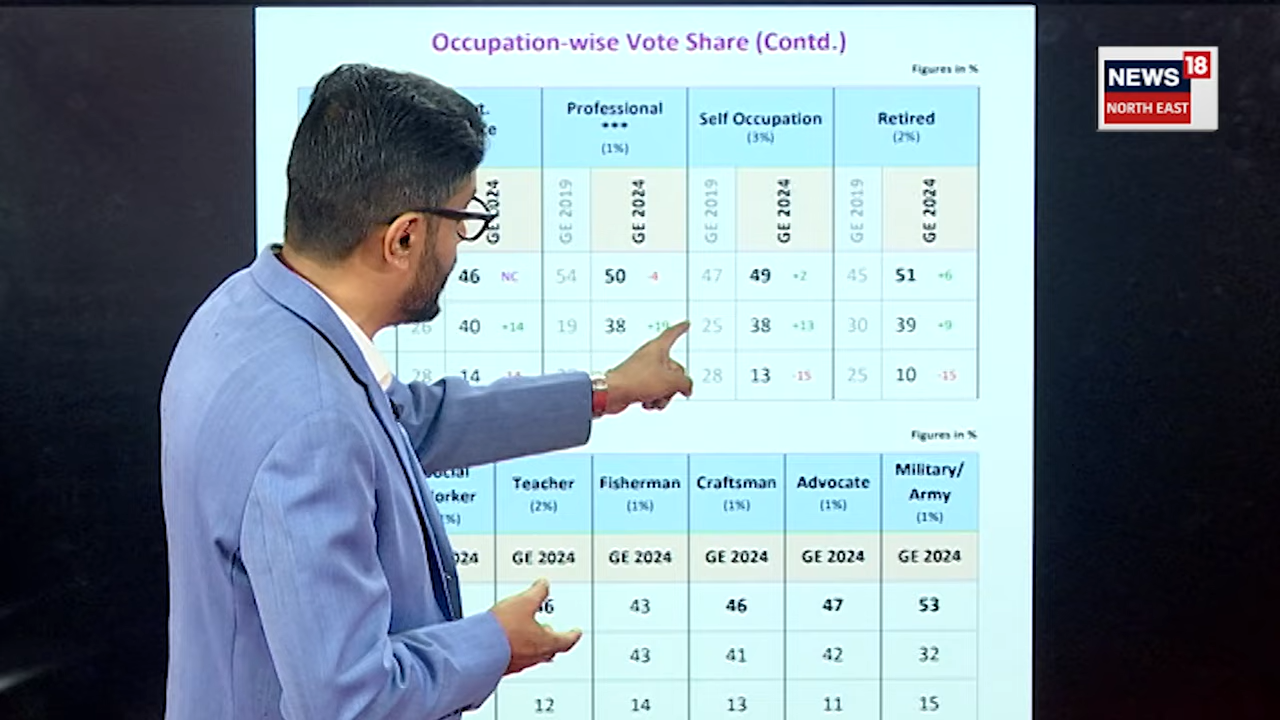 Occupation-wise Vote Share (Contd.)
NEWS 18
NORTH EAST
Figures in %
Professional Self Occupation Retired
*** (3%) (2%)
(1%)
GE 2024 GE 2019 GE 2024 GE 2019 GE 2024 GE 2019 GE 2024
46 NC 54 50 -4 47 49 +2 45 51 +6
26 40 +14 19 38 +19 25 38 +13 30 39 +9
28 14 28 13 -15 25 10 -15
Figures in %
Teacher Fisherman Craftsman Advocate Military/
Army
(2%) (1%) (1%) (1%) (1%)
GE 2024 GE 2024 GE 2024 GE 2024 GE 2024
43 46 47 53
43 41 42 32
12 14 13 11 15